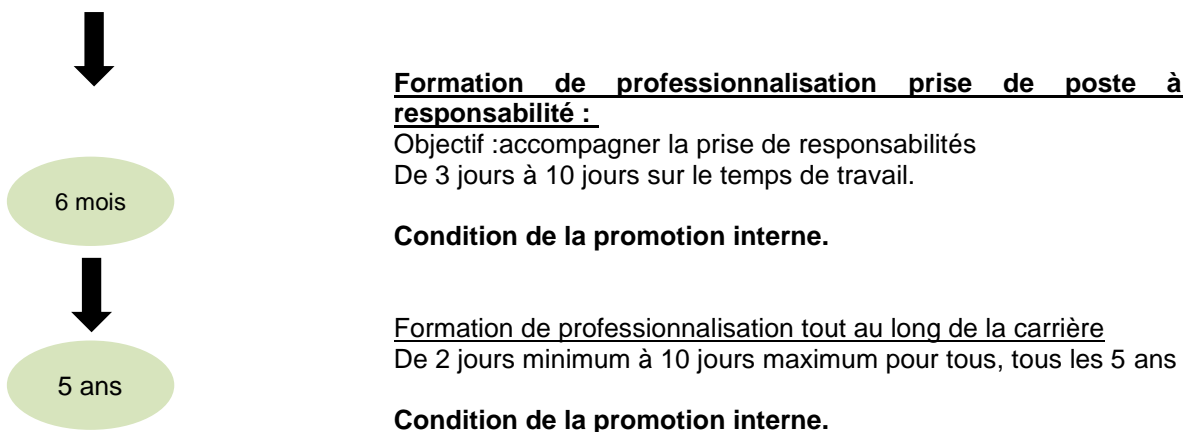 Formation de professionnalisation prise de poste à
responsabilité :
Objectif :accompagner la prise de responsabilités
De 3 jours à 10 jours sur le temps de travail.
6 mois
Condition de la promotion interne.
Formation de professionnalisation tout au long de la carrière
De 2 jours minimum à 10 jours maximum pour tous, tous les 5 ans
5 ans
Condition de la promotion interne.